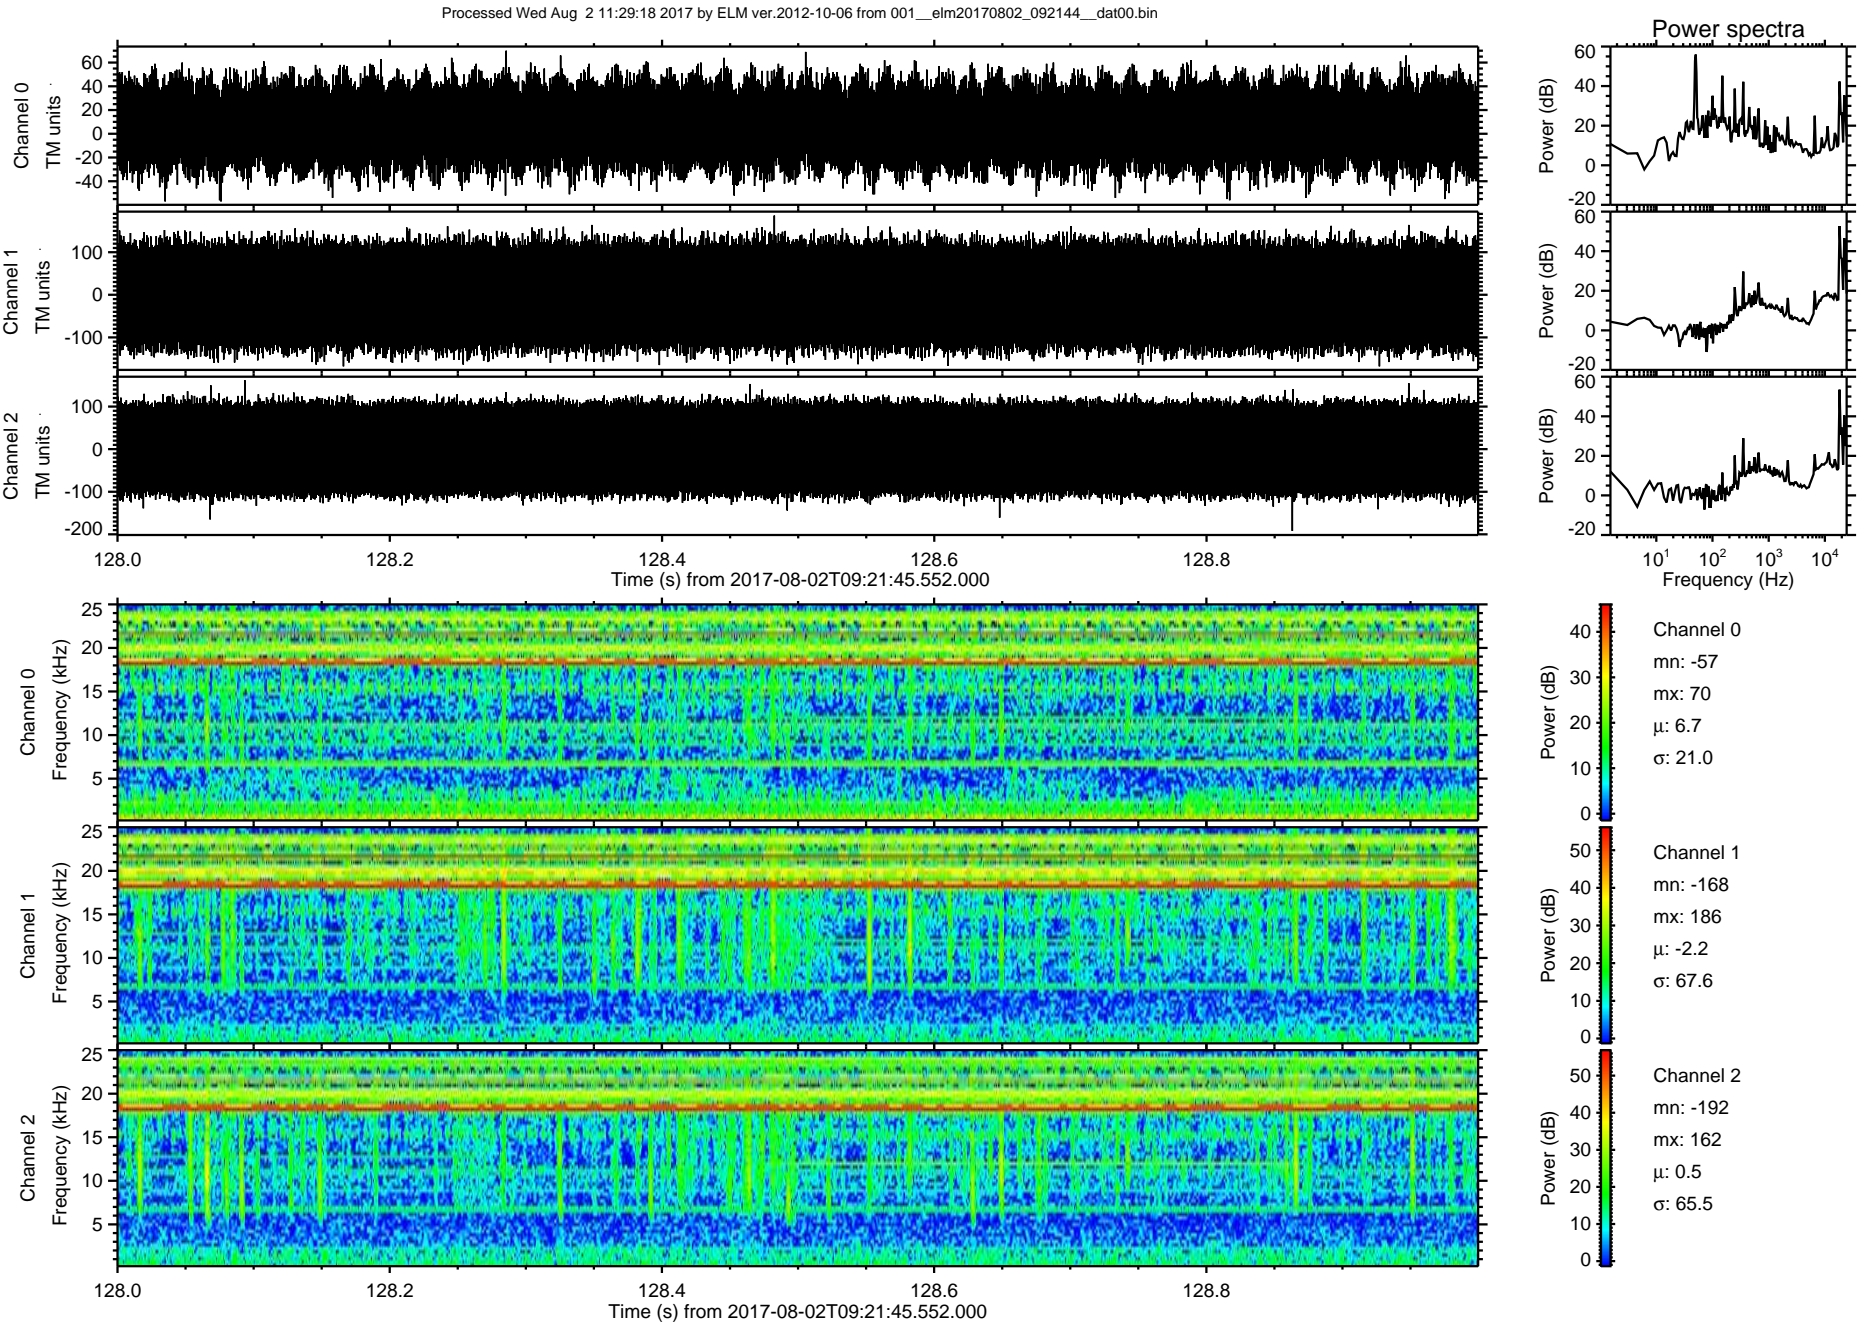 Processed Wed Aug  2 11:29:18 2017 by ELM ver.2012-10-06 from 001__elm20170802_092144__dat00.bin
Power spectra
Channel 0
TM units
60
40
20
0
-20
-40
Power (dB)
60
40
20
0
-20
Channel 1
TM units
100
0
-100
Power (dB)
60
40
20
0
-20
Channel 2
TM units
100
0
-100
-200
Power (dB)
60
40
20
0
-20
128.0 128.2 128.4 128.6 128.8
Time (s) from 2017-08-02T09:21:45.552.000
10^1 10^2 10^3 10^4
Frequency (Hz)
Channel 0
Frequency (kHz)
25
20
15
10
5
Power (dB)
40
30
20
10
0
Channel 0
mn: -57
mx: 70
μ: 6.7
σ: 21.0
Channel 1
Frequency (kHz)
25
20
15
10
5
Power (dB)
50
40
30
20
10
0
Channel 1
mn: -168
mx: 186
μ: -2.2
σ: 67.6
Channel 2
Frequency (kHz)
25
20
15
10
5
Power (dB)
50
40
30
20
10
0
Channel 2
mn: -192
mx: 162
μ: 0.5
σ: 65.5
128.0 128.2 128.4 128.6 128.8
Time (s) from 2017-08-02T09:21:45.552.000